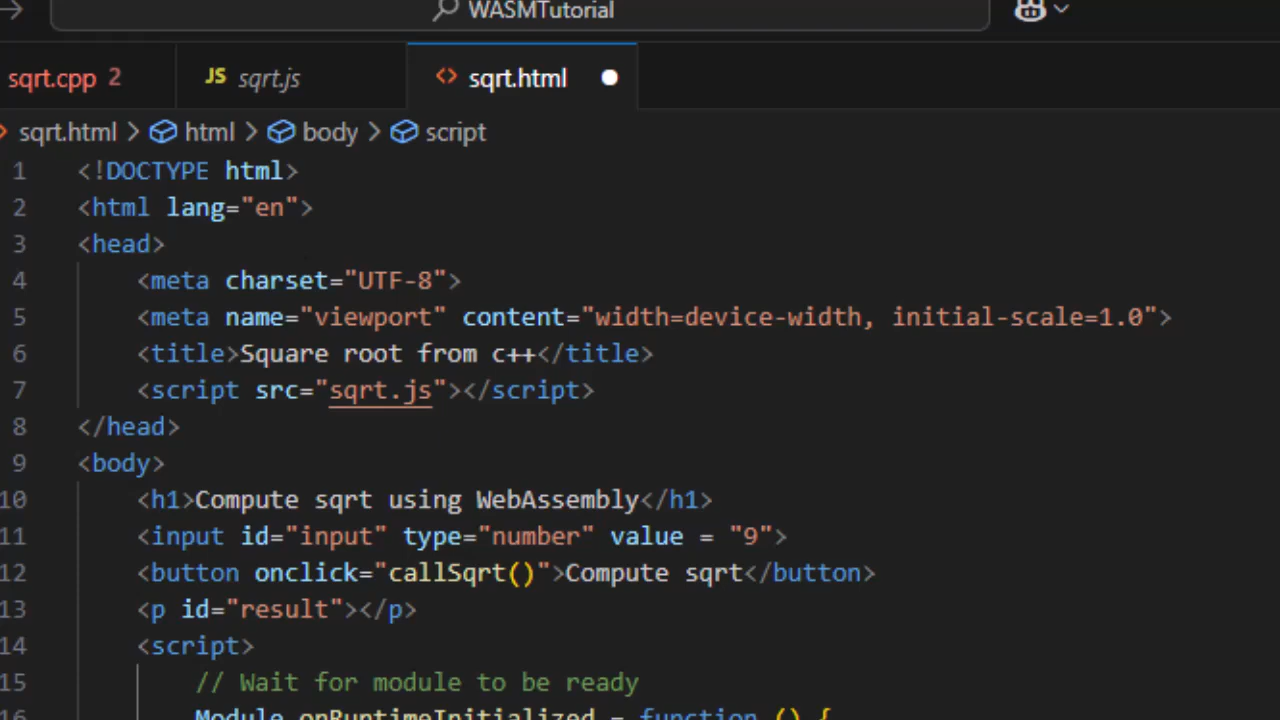 WASMTutorial
sqrt.cpp 2 JS sqrt.js <> sqrt.html
sqrt.html > html > body > script
1 <!DOCTYPE html>
2 <html lang="en">
3 <head>
4 <meta charset="UTF-8">
5 <meta name="viewport" content="width=device-width, initial-scale=1.0">
6 <title>Square root from c++</title>
7 <script src="sqrt.js"></script>
8 </head>
9 <body>
10 <h1>Compute sqrt using WebAssembly</h1>
11 <input id="input" type="number" value = "9">
12 <button onclick="callSqrt()">Compute sqrt</button>
13 <p id="result"></p>
14 <script>
15 // Wait for module to be ready
16 Module.onRuntimeInitialized = function () {